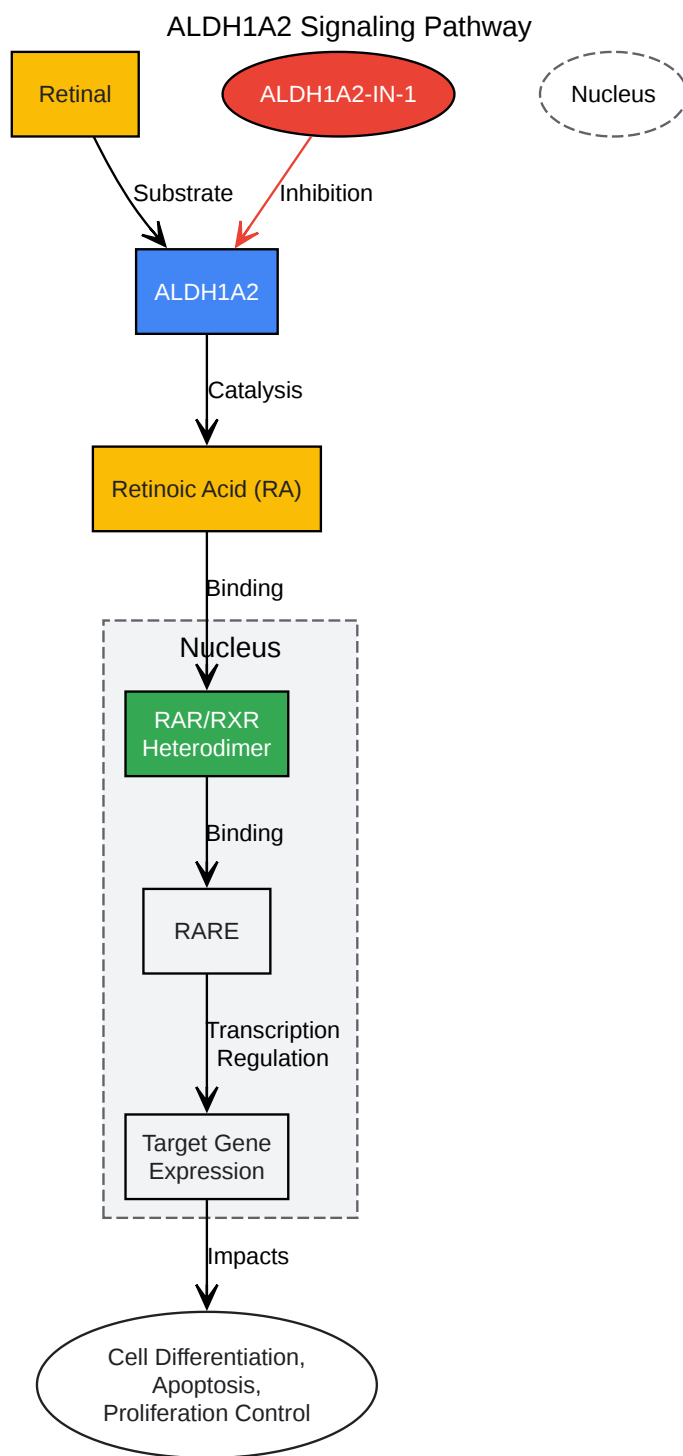 ALDH1A2 Signaling Pathway
Retinal
ALDH1A2-IN-1
Nucleus
Substrate
Inhibition
ALDH1A2
Catalysis
Retinoic Acid (RA)
Binding
Nucleus
RAR/RXR
Heterodimer
Binding
RARE
Transcription
Regulation
Target Gene
Expression
Impacts
Cell Differentiation,
Apoptosis,
Proliferation Control